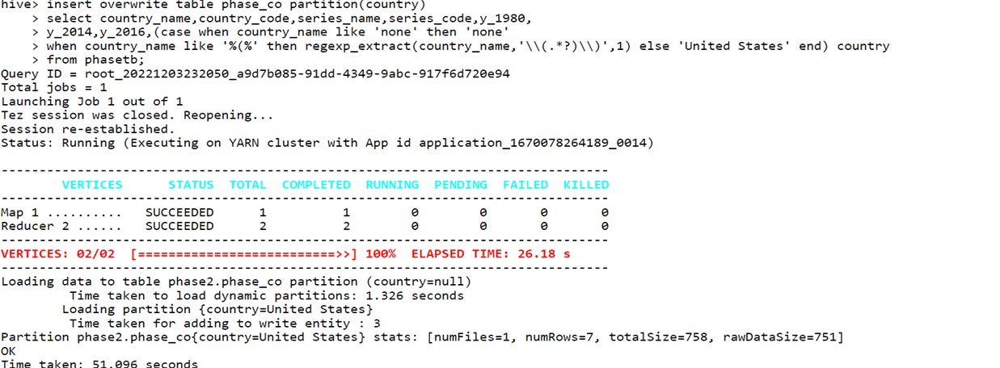 hive> insert overwrite table phase_co partition(country)
    > select country_name,country_code,series_name,series_code,y_1980,
    > y_2014,y_2016,(case when country_name like 'none' then 'none'
    > when country_name like '%(%' then regexp_extract(country_name,'\\(.*?)\\)',1) else 'United States' end) country
    > from phasetb;
Query ID = root_20221203232050_a9d7b085-91dd-4349-9abc-917f6d720e94
Total jobs = 1
Launching Job 1 out of 1
Tez session was closed. Reopening...
Session re-established.
Status: Running (Executing on YARN cluster with App id application_1670078264189_0014)

--------------------------------------------------------------------------------
        VERTICES      STATUS  TOTAL  COMPLETED  RUNNING  PENDING  FAILED  KILLED
--------------------------------------------------------------------------------
Map 1 ..........   SUCCEEDED      1          1        0        0       0       0
Reducer 2 ......   SUCCEEDED      2          2        0        0       0       0
--------------------------------------------------------------------------------
VERTICES: 02/02  [==========================>>] 100%  ELAPSED TIME: 26.18 s
--------------------------------------------------------------------------------
Loading data to table phase2.phase_co partition (country=null)
         Time taken to load dynamic partitions: 1.326 seconds
        Loading partition {country=United States}
         Time taken for adding to write entity : 3
Partition phase2.phase_co{country=United States} stats: [numFiles=1, numRows=7, totalSize=758, rawDataSize=751]
OK
Time taken: 51.096 seconds